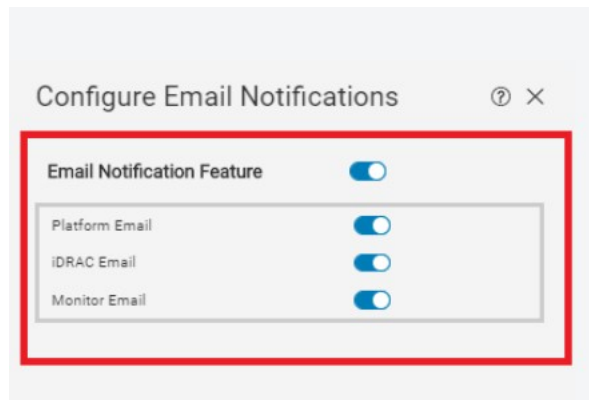 Configure Email Notifications
Email Notification Feature
Platform Email
iDRAC Email
Monitor Email